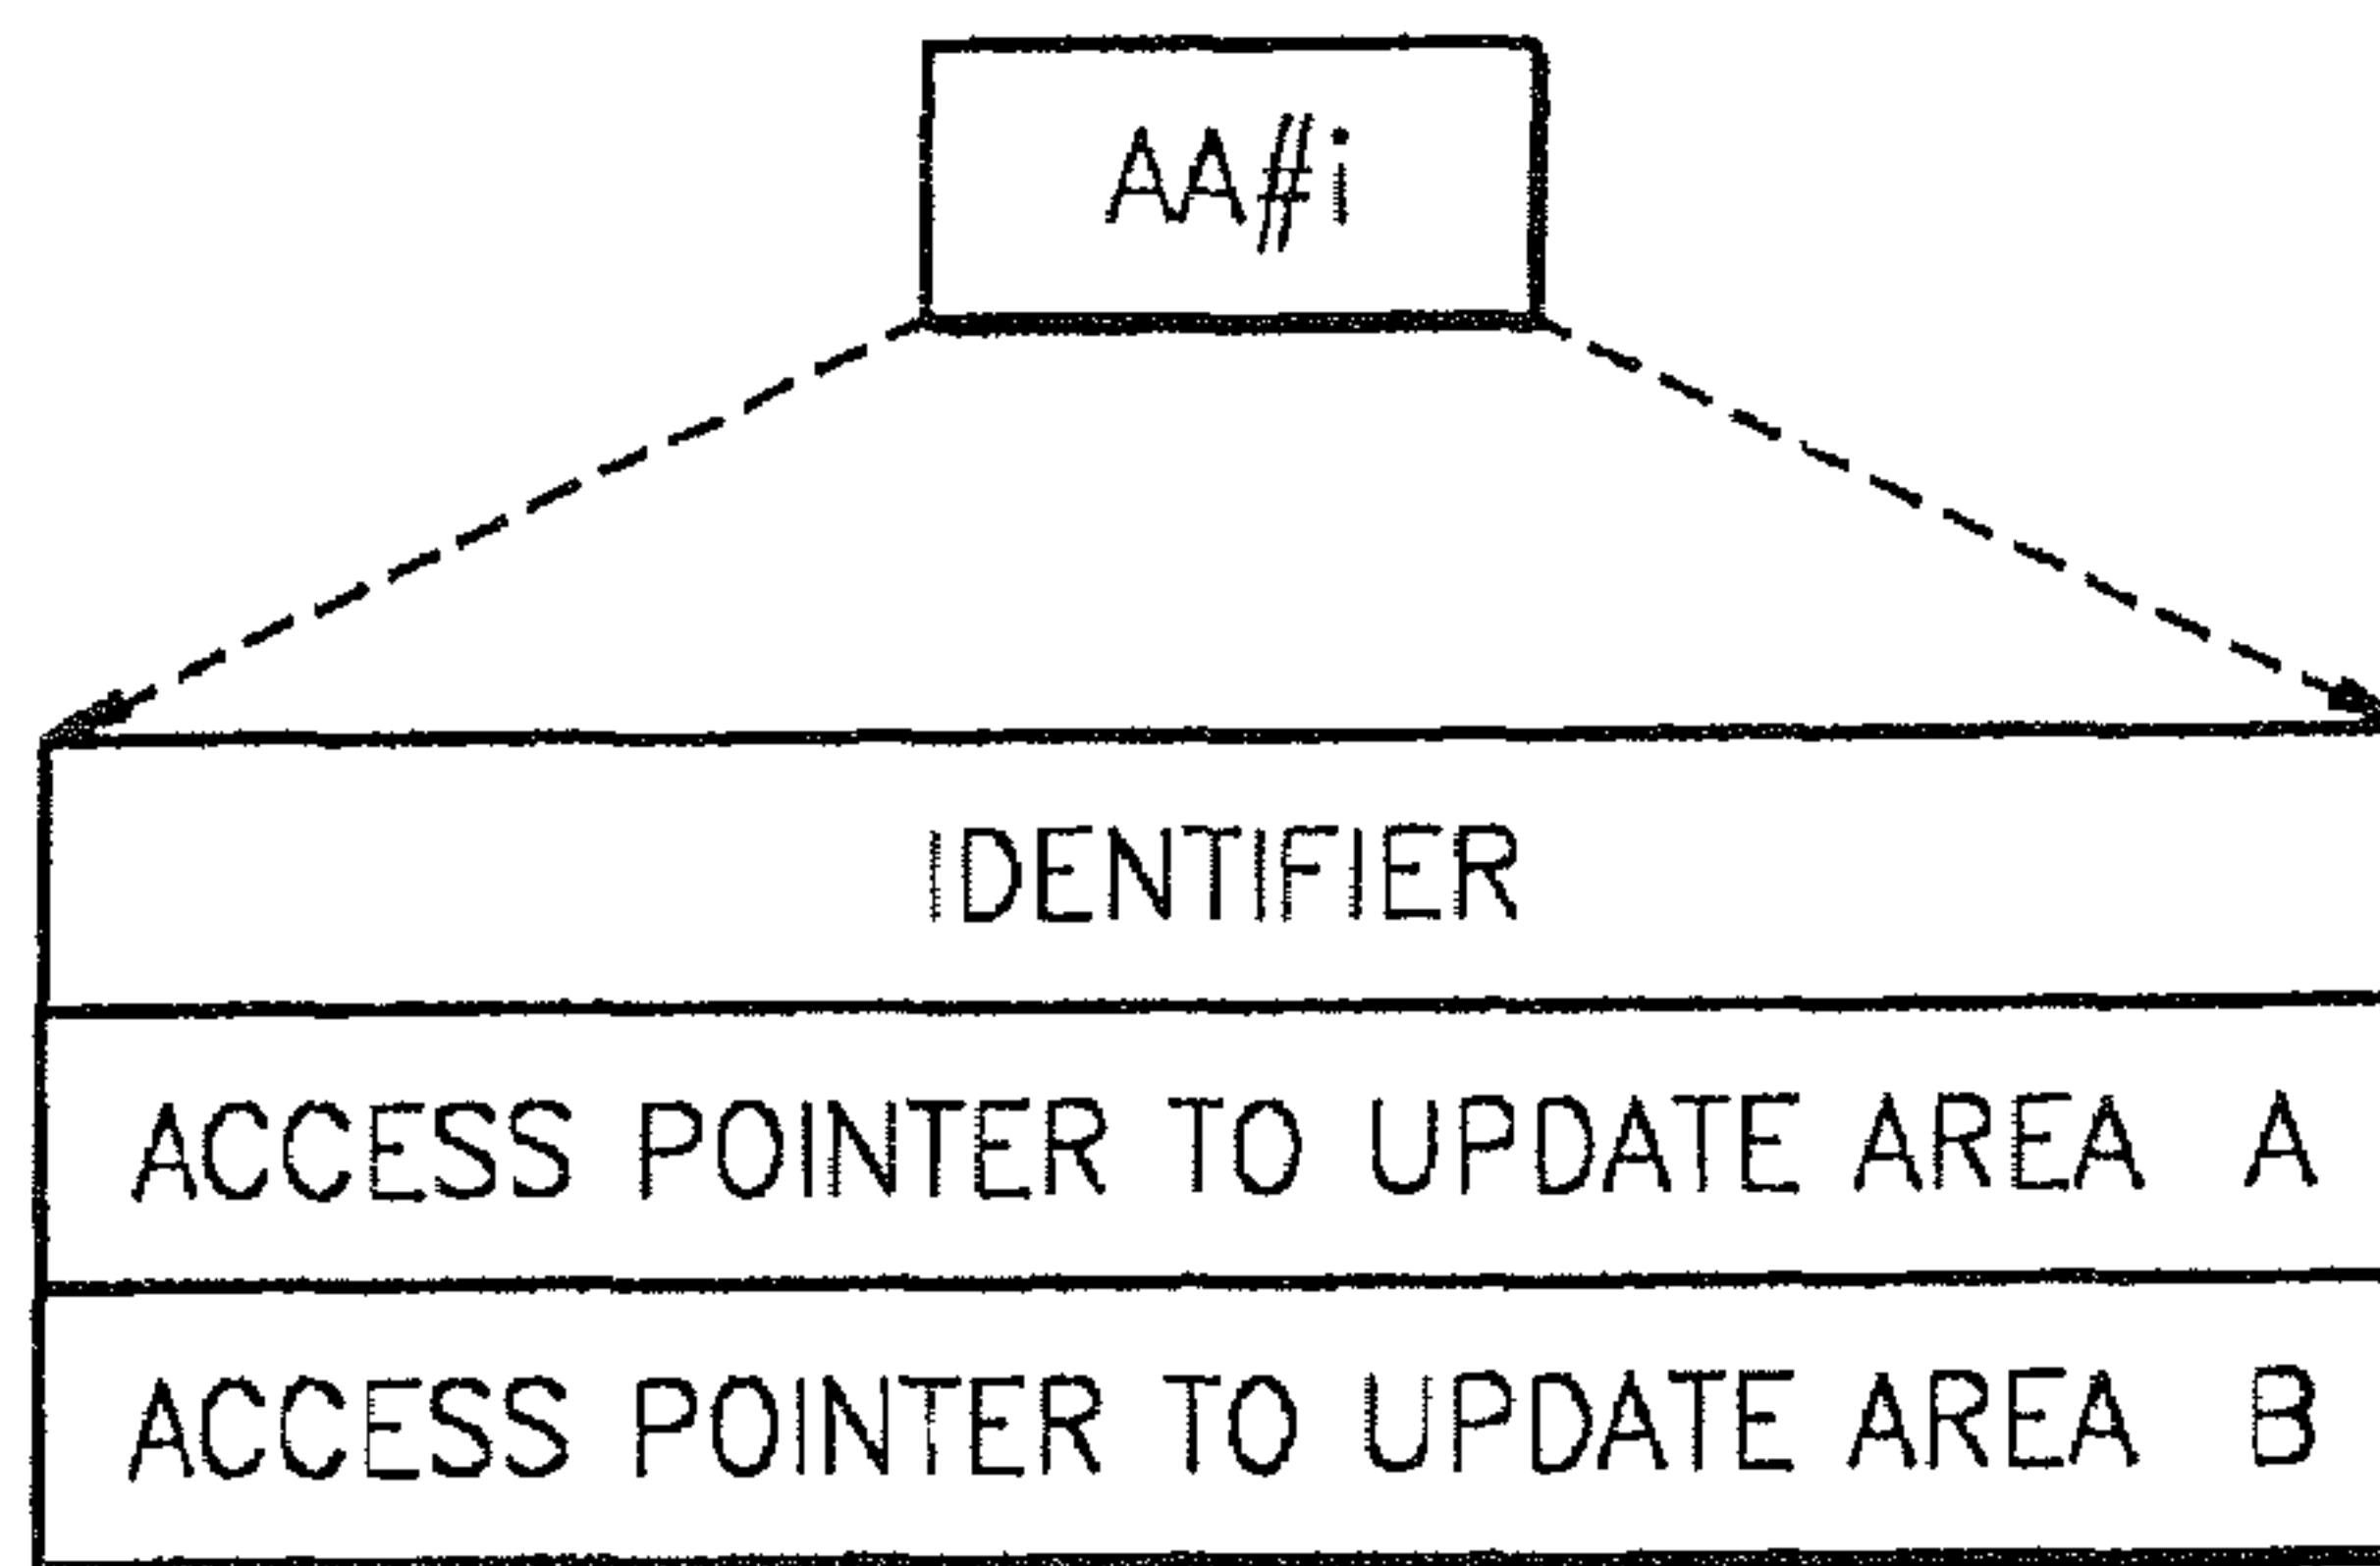 AA#i
IDENTIFIER
ACCESS POINTER TO UPDATE AREA A
ACCESS POINTER TO UPDATE AREA B